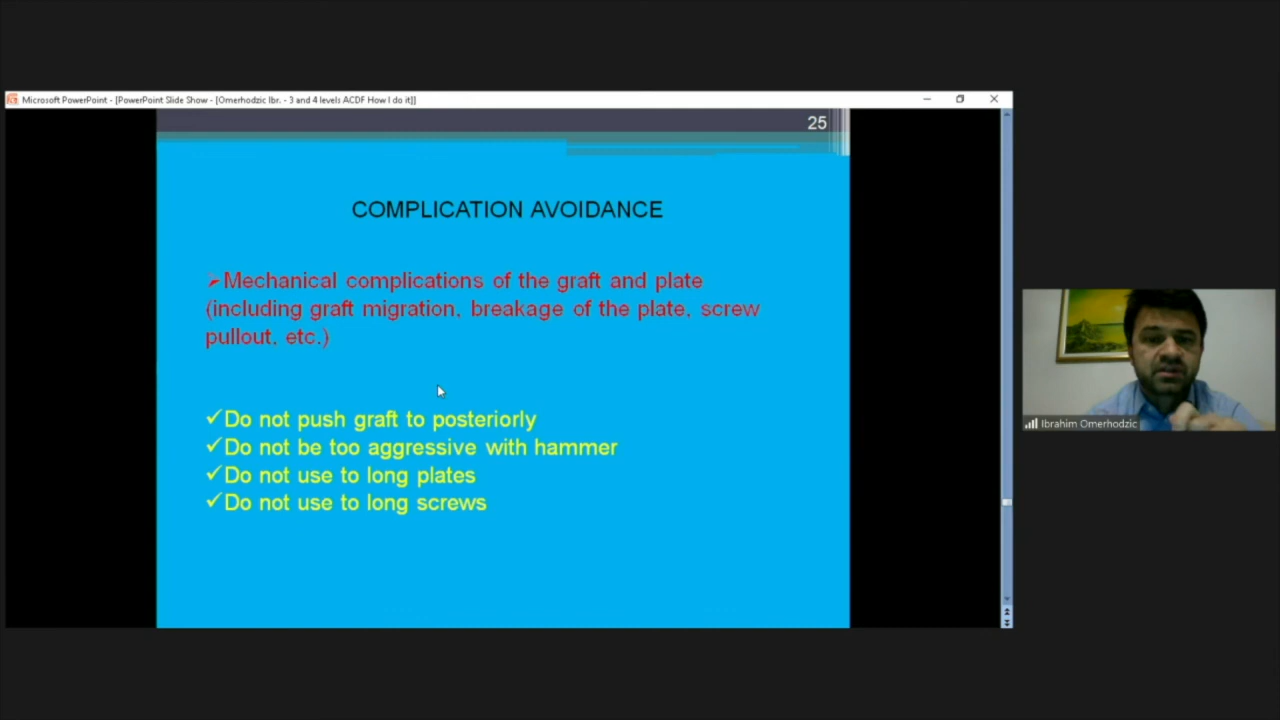 Microsoft PowerPoint - [PowerPoint Slide Show - [Omerhodzic Ibr. - 3 and 4 levels ACDF How I do it]]
25
COMPLICATION AVOIDANCE
➢Mechanical complications of the graft and plate
(including graft migration, breakage of the plate, screw
pullout, etc.)
✓Do not push graft to posteriorly
✓Do not be too aggressive with hammer
✓Do not use to long plates
✓Do not use to long screws
Ibrahim Omerhodzic